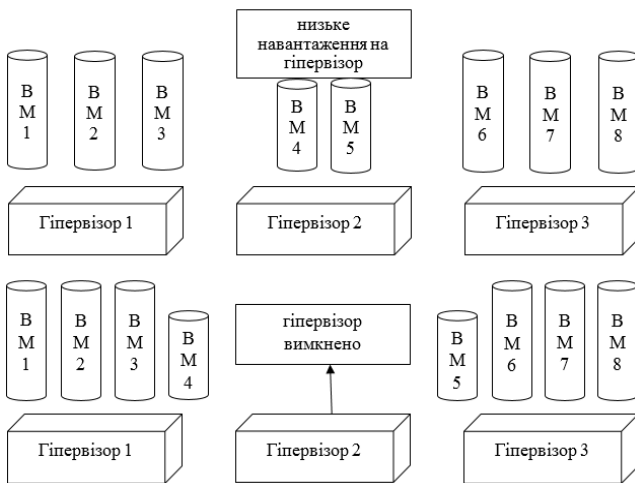 низьке
навантаження на
гіпервізор
В
М
1
В
М
2
В
М
3
В
М
4
В
М
5
В
М
6
В
М
7
В
М
8
Гіпервізор 1
Гіпервізор 2
Гіпервізор 3
В
М
1
В
М
2
В
М
3
В
М
4
гіпервізор
вимкнено
В
М
5
В
М
6
В
М
7
В
М
8
Гіпервізор 1
Гіпервізор 2
Гіпервізор 3